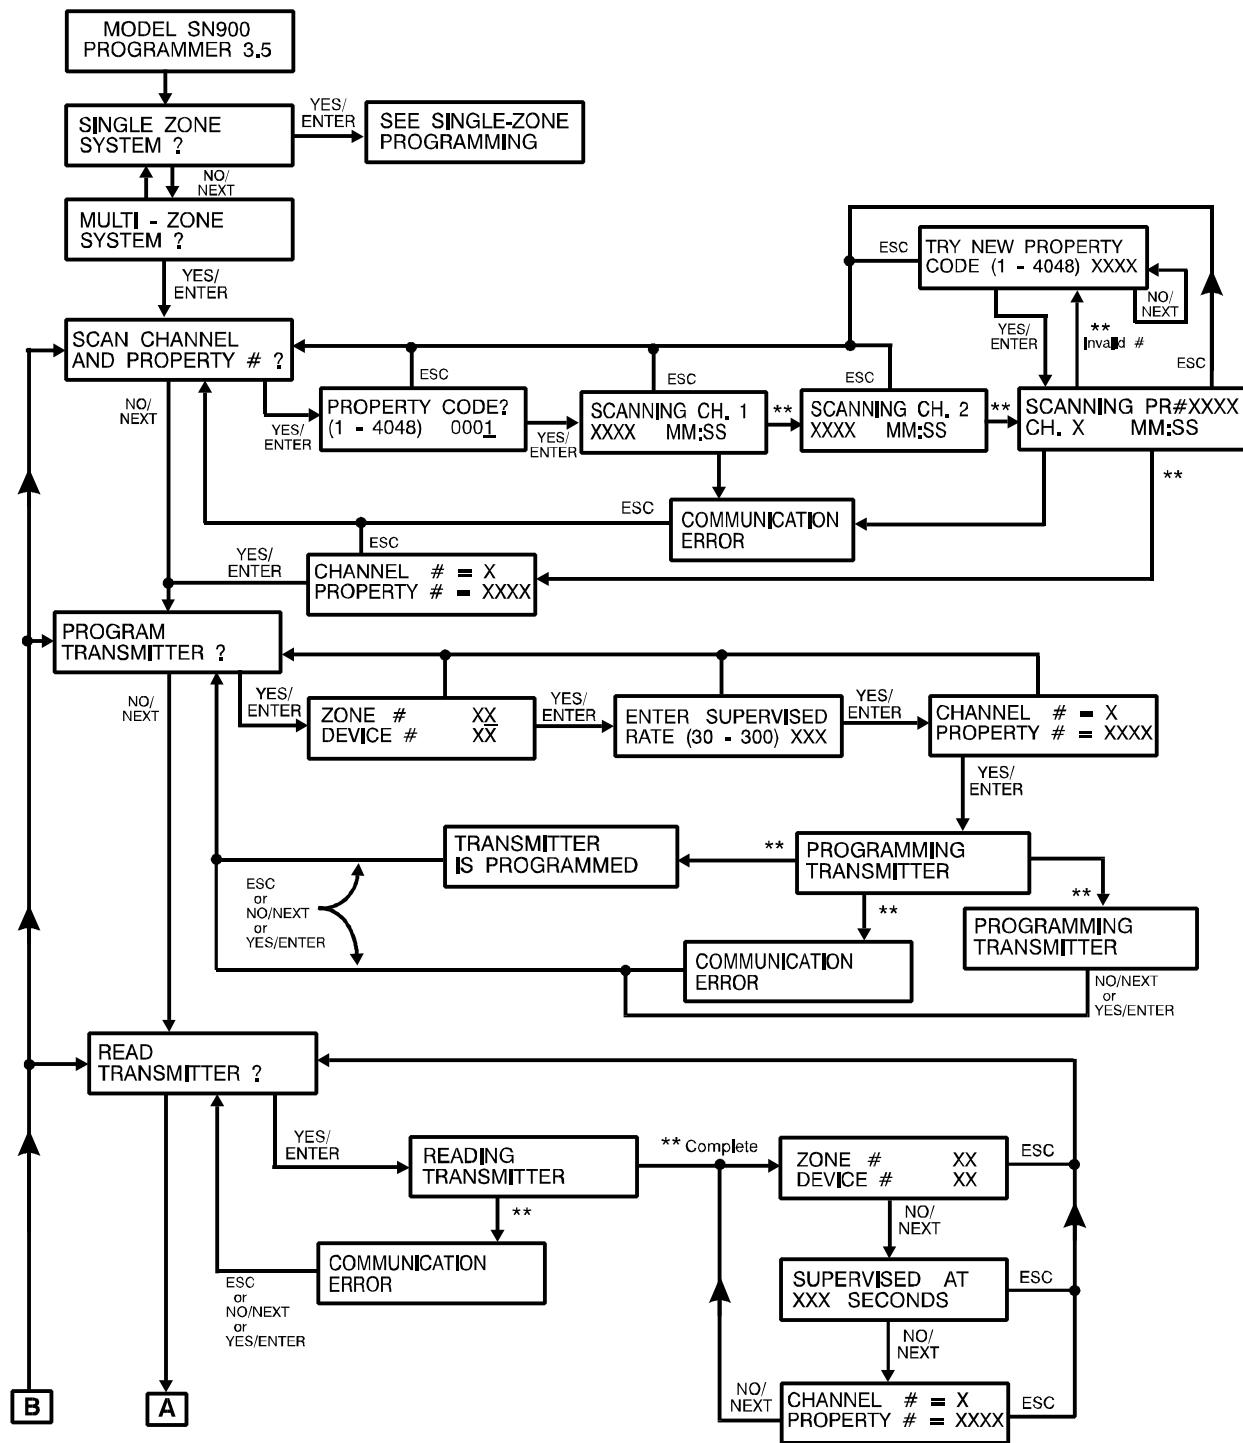 MODEL SN900
PROGRAMMER 3.5
SINGLE ZONE
SYSTEM ?
YES/
ENTER
SEE SINGLE-ZONE
PROGRAMMING
NO/
NEXT
MULTI - ZONE
SYSTEM ?
YES/
ENTER
ESC
TRY NEW PROPERTY
CODE (1 - 4048) XXXX
NO/
NEXT
YES/
ENTER
**
Invalid #
ESC
SCAN CHANNEL
AND PROPERTY # ?
ESC
ESC
ESC
NO/
NEXT
YES/
ENTER
PROPERTY CODE?
(1 - 4048) 0001
YES/
ENTER
SCANNING CH. 1
XXXX MM:SS
**
SCANNING CH. 2
XXXX MM:SS
**
SCANNING PR#XXXX
CH. X MM:SS
**
ESC
COMMUNICATION
ERROR
ESC
YES/
ENTER
CHANNEL # = X
PROPERTY # = XXXX
PROGRAM
TRANSMITTER ?
NO/
NEXT
YES/
ENTER
ZONE # XX
DEVICE # XX
YES/
ENTER
ENTER SUPERVISED
RATE (30 - 300) XXX
YES/
ENTER
CHANNEL # = X
PROPERTY # = XXXX
YES/
ENTER
TRANSMITTER
IS PROGRAMMED
**
PROGRAMMING
TRANSMITTER
**
**
ESC
or
NO/NEXT
or
YES/ENTER
COMMUNICATION
ERROR
PROGRAMMING
TRANSMITTER
NO/NEXT
or
YES/ENTER
READ
TRANSMITTER ?
YES/
ENTER
READING
TRANSMITTER
** Complete
ZONE # XX
DEVICE # XX
ESC
**
NO/
NEXT
COMMUNICATION
ERROR
ESC
or
NO/NEXT
or
YES/ENTER
SUPERVISED AT
XXX SECONDS
ESC
NO/
NEXT
NO/
NEXT
CHANNEL # = X
PROPERTY # = XXXX
ESC
B
A